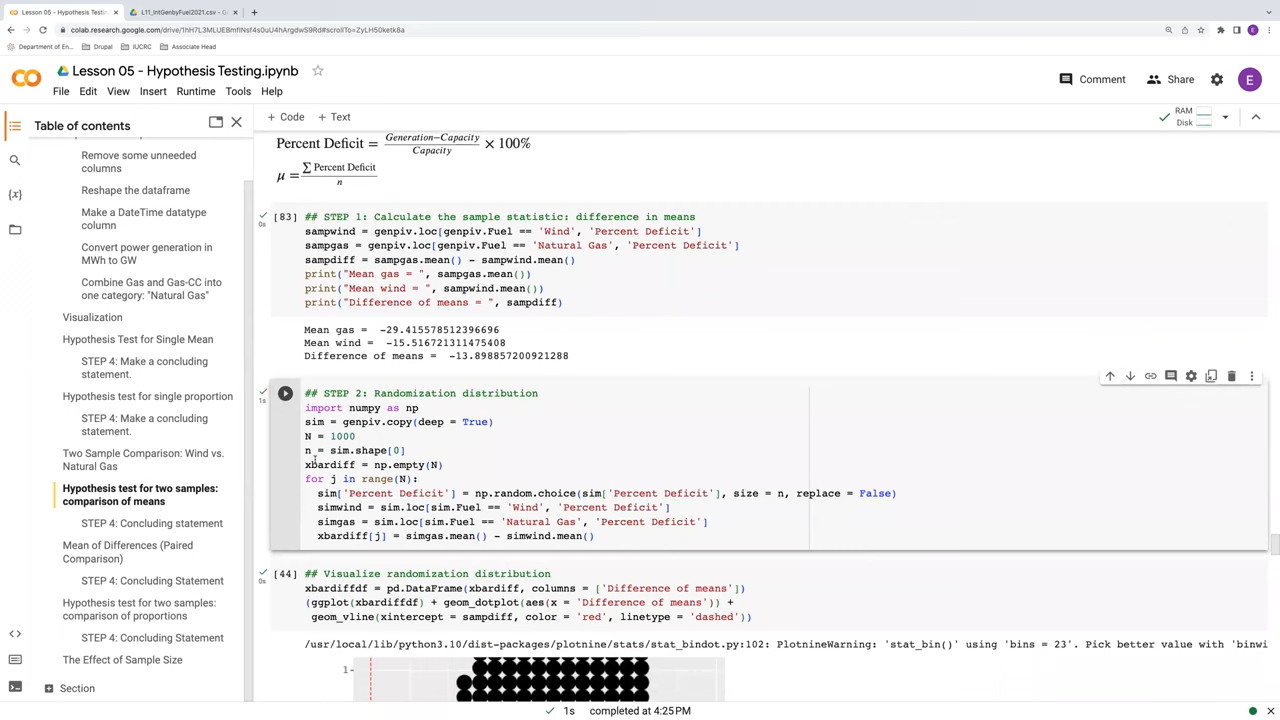 Lesson 05 - Hypothesis Testing.i
L11_IntGenbyFuel2021.csv - G
colab.research.google.com/drive/1hH7L3MLUEBmflNsf4s0uU4hArgdwS9Rd#scrollTo=ZyLH50ketk8a
Department of En...
Drupal
IUCRC
Associate Head
E
Lesson 05 - Hypothesis Testing.ipynb
File Edit View Insert Runtime Tools Help
Comment
Share
E
Table of contents
+ Code + Text
RAM
Disk
Remove some unneeded
columns
Reshape the dataframe
Make a DateTime datatype
column
Convert power generation in
MWh to GW
Combine Gas and Gas-CC into
one category: "Natural Gas"
Visualization
Hypothesis Test for Single Mean
STEP 4: Make a concluding
statement.
Hypothesis test for single proportion
STEP 4: Make a concluding
statement.
Two Sample Comparison: Wind vs.
Natural Gas
Hypothesis test for two samples:
comparison of means
STEP 4: Concluding statement
Mean of Differences (Paired
Comparison)
STEP 4: Concluding Statement
Hypothesis test for two samples:
comparison of proportions
STEP 4: Concluding Statement
The Effect of Sample Size
Section
Percent Deficit = Generation−Capacity / Capacity × 100%
μ = ∑ Percent Deficit / n
[83] ## STEP 1: Calculate the sample statistic: difference in means
0s
sampwind = genpiv.loc[genpiv.Fuel == 'Wind', 'Percent Deficit']
sampgas = genpiv.loc[genpiv.Fuel == 'Natural Gas', 'Percent Deficit']
sampdiff = sampgas.mean() - sampwind.mean()
print("Mean gas = ", sampgas.mean())
print("Mean wind = ", sampwind.mean())
print("Difference of means = ", sampdiff)
Mean gas =  -29.415578512396696
Mean wind =  -15.516721311475408
Difference of means =  -13.898857200921288
## STEP 2: Randomization distribution
1s
import numpy as np
sim = genpiv.copy(deep = True)
N = 1000
n = sim.shape[0]
xbardiff = np.empty(N)
for j in range(N):
sim['Percent Deficit'] = np.random.choice(sim['Percent Deficit'], size = n, replace = False)
simwind = sim.loc[sim.Fuel == 'Wind', 'Percent Deficit']
simgas = sim.loc[sim.Fuel == 'Natural Gas', 'Percent Deficit']
xbardiff[j] = simgas.mean() - simwind.mean()
[44] ## Visualize randomization distribution
0s
xbardiffdf = pd.DataFrame(xbardiff, columns = ['Difference of means'])
(ggplot(xbardiffdf) + geom_dotplot(aes(x = 'Difference of means')) +
geom_vline(xintercept = sampdiff, color = 'red', linetype = 'dashed'))
/usr/local/lib/python3.10/dist-packages/plotnine/stats/stat_bindot.py:102: PlotnineWarning: 'stat_bin()' using 'bins = 23'. Pick better value with 'binwi
1
1s completed at 4:25 PM